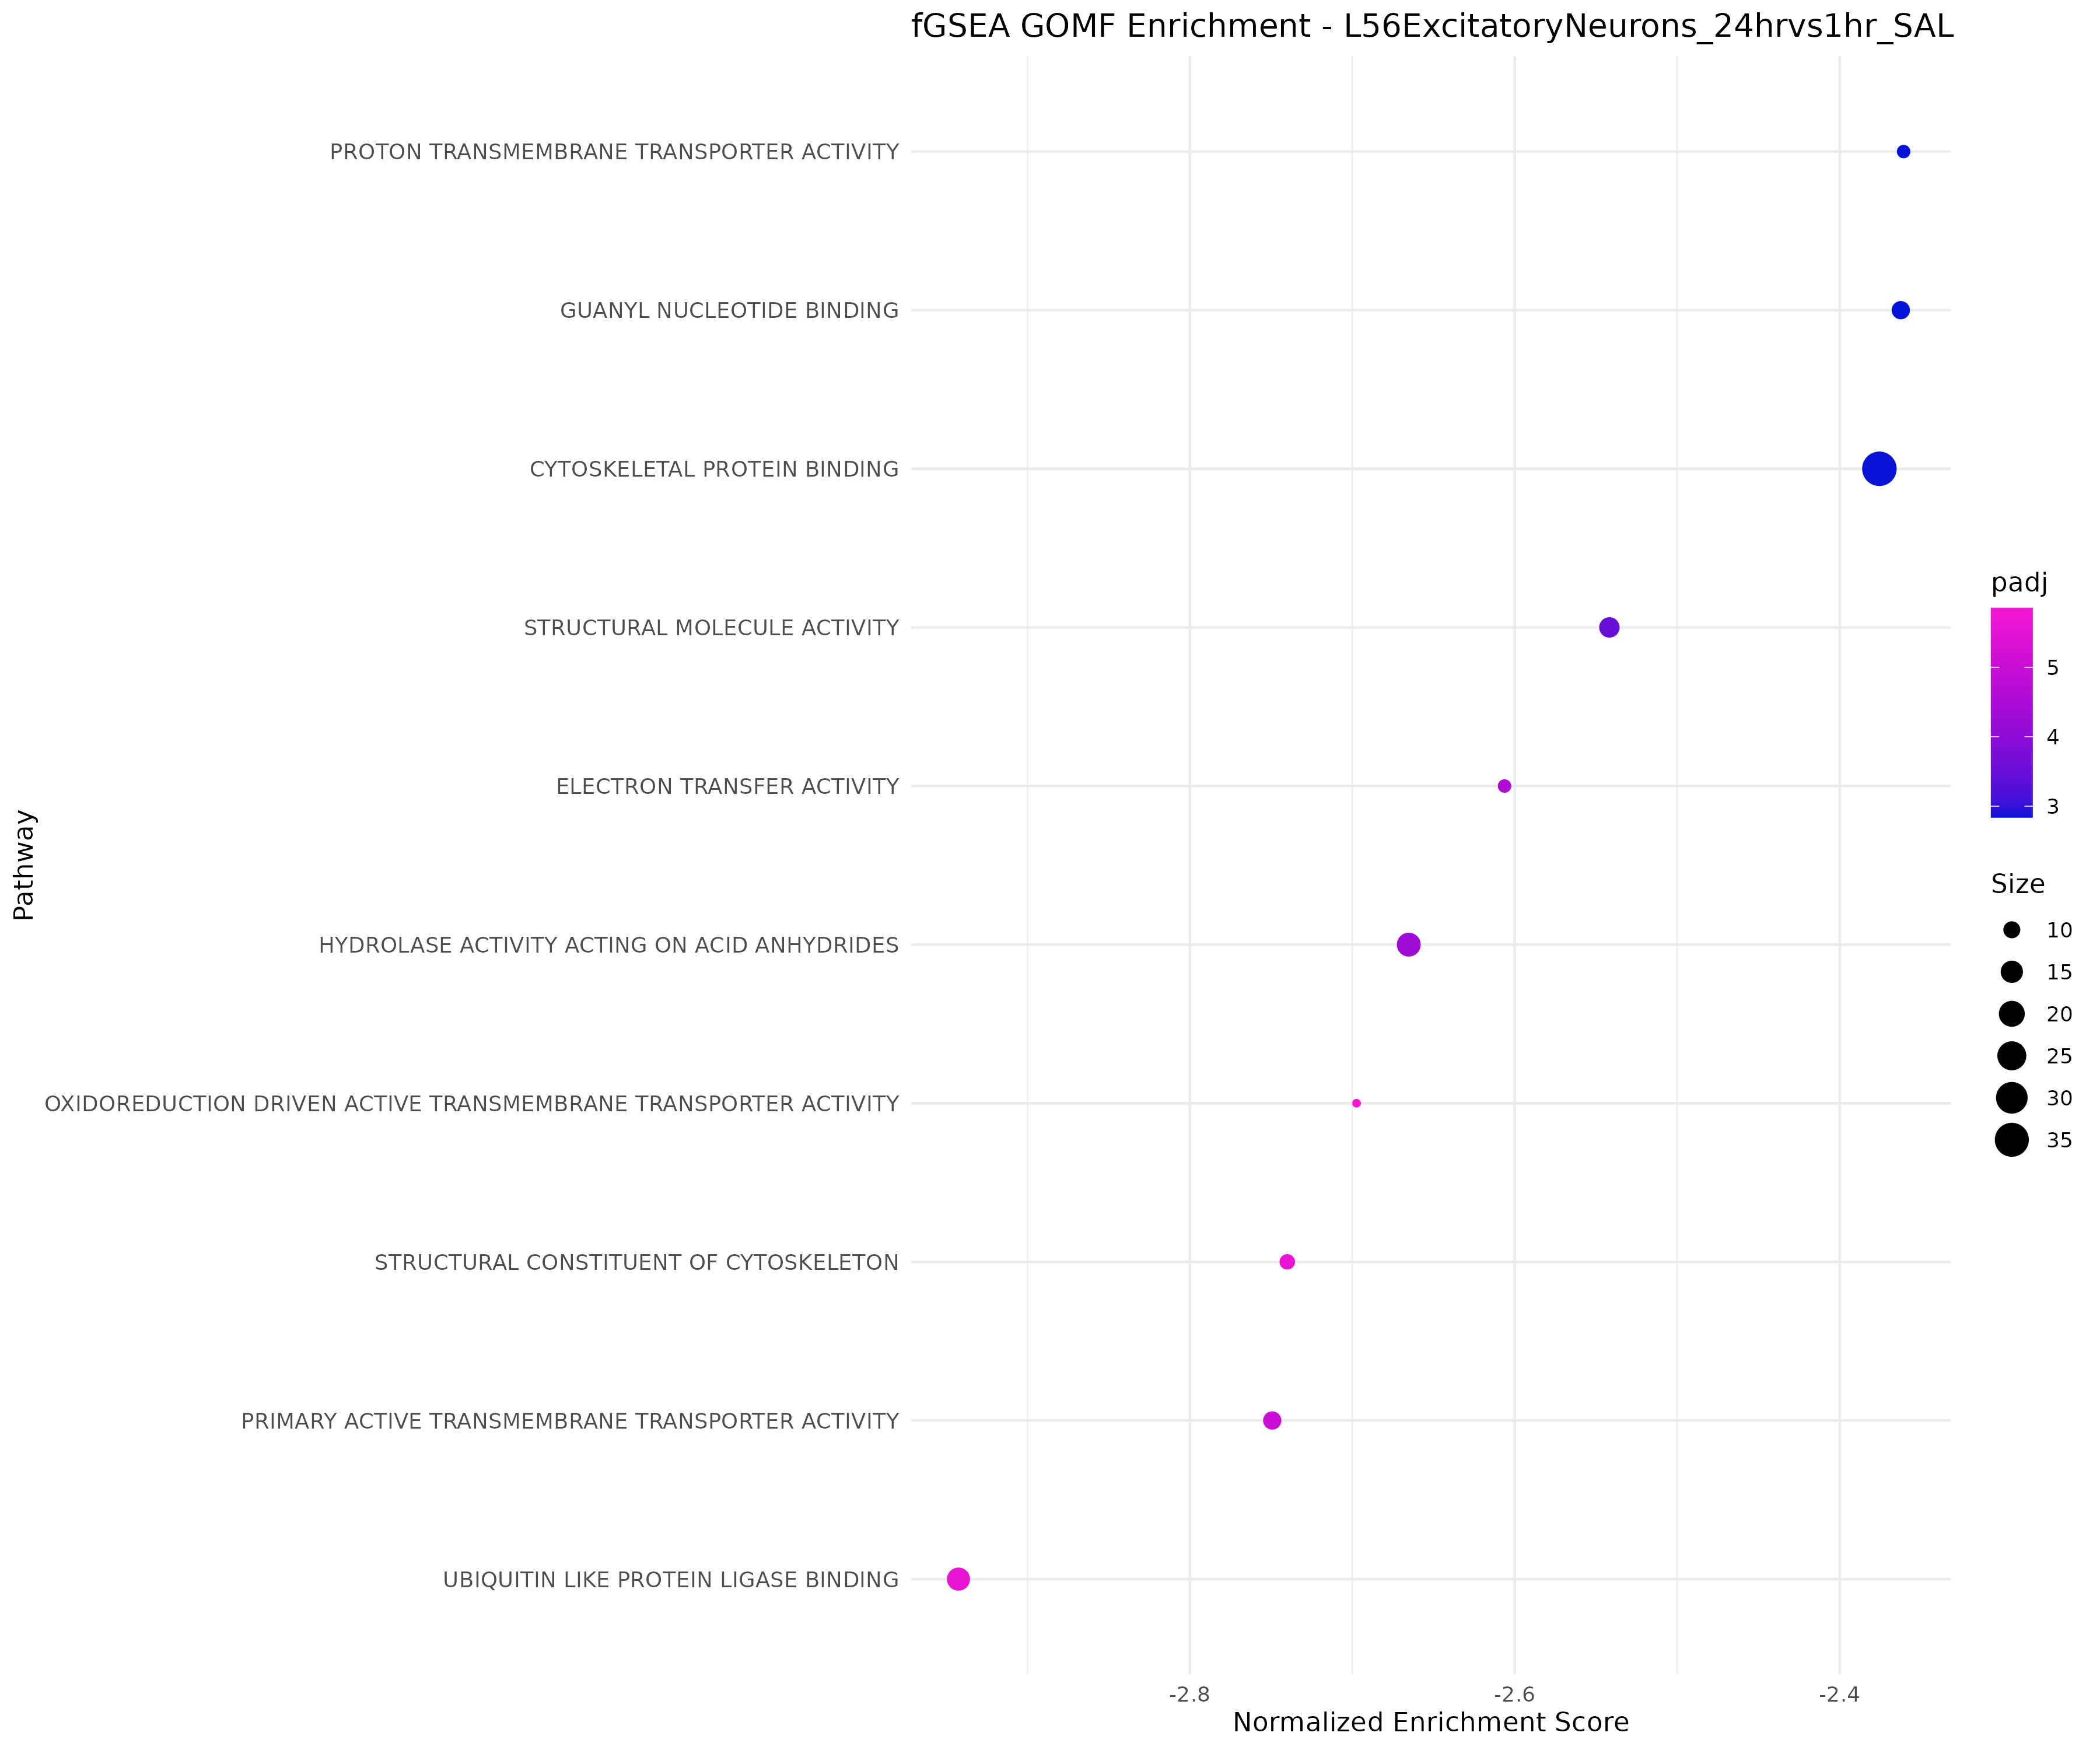 fGSEA GOMF Enrichment - L56ExcitatoryNeurons_24hrvs1hr_SAL
Pathway
PROTON TRANSMEMBRANE TRANSPORTER ACTIVITY
GUANYL NUCLEOTIDE BINDING
CYTOSKELETAL PROTEIN BINDING
STRUCTURAL MOLECULE ACTIVITY
ELECTRON TRANSFER ACTIVITY
HYDROLASE ACTIVITY ACTING ON ACID ANHYDRIDES
OXIDOREDUCTION DRIVEN ACTIVE TRANSMEMBRANE TRANSPORTER ACTIVITY
STRUCTURAL CONSTITUENT OF CYTOSKELETON
PRIMARY ACTIVE TRANSMEMBRANE TRANSPORTER ACTIVITY
UBIQUITIN LIKE PROTEIN LIGASE BINDING
-2.8
-2.6
-2.4
Normalized Enrichment Score
padj
5
4
3
Size
10
15
20
25
30
35